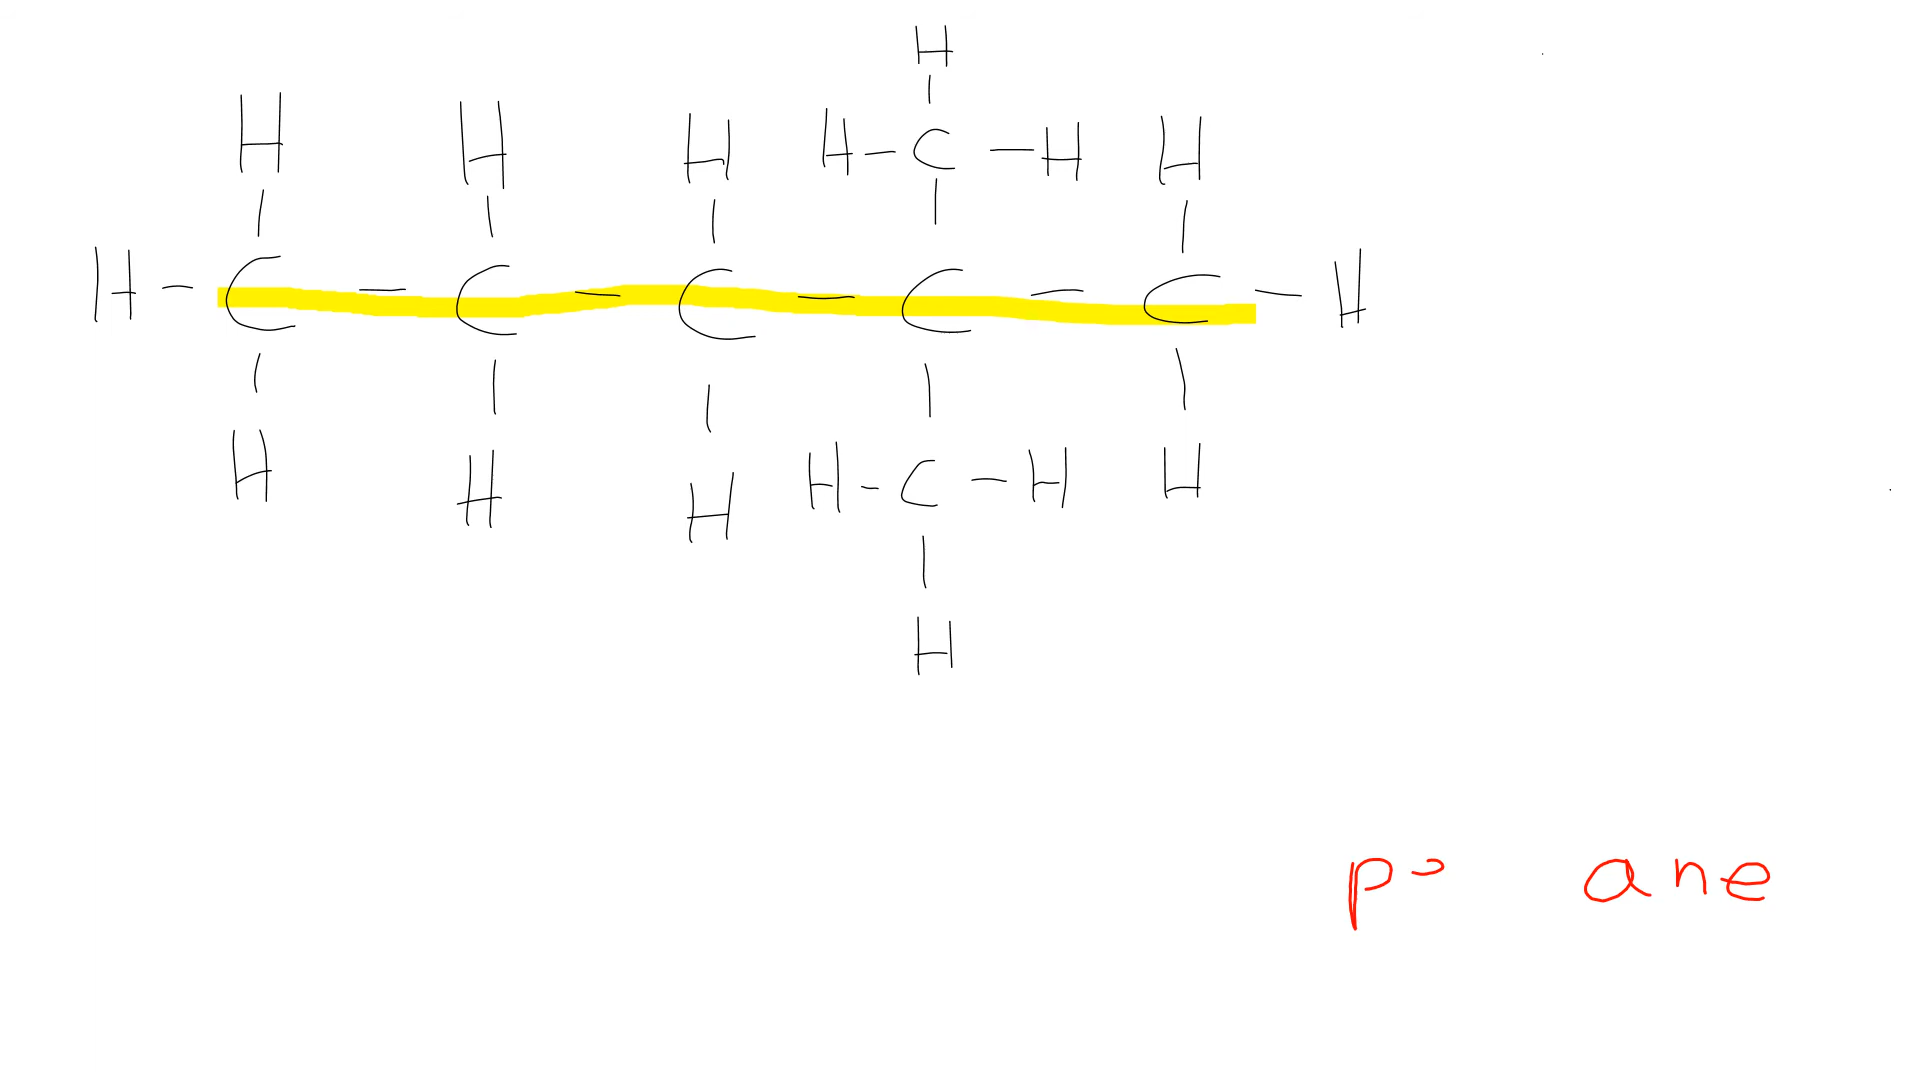 H
H H H H-C-H H
H-C-C-C-C-C-H
H H H H-C-H H
H
ane